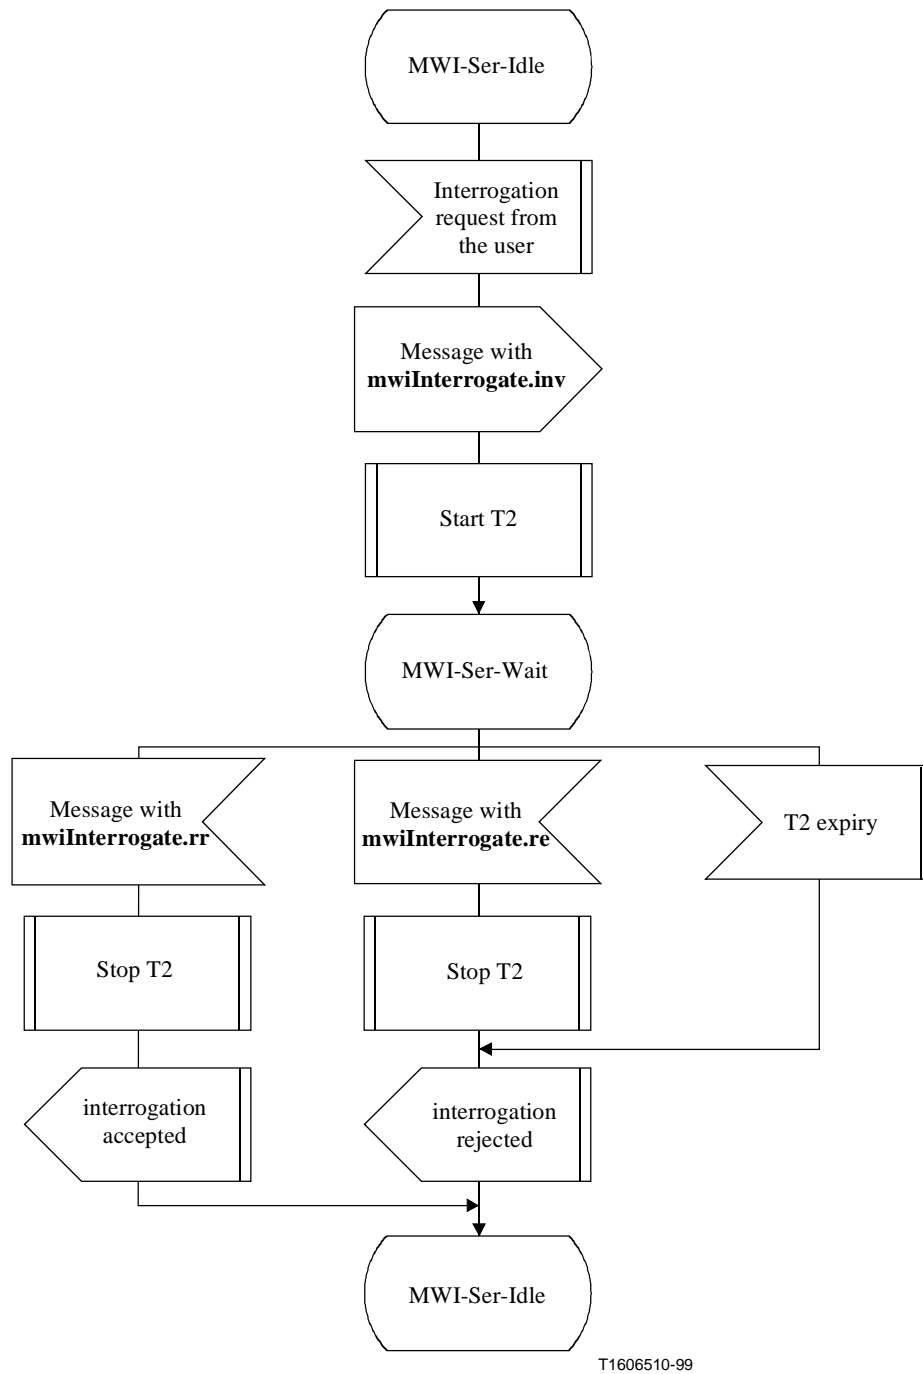 MWI-Ser-Idle
Interrogation
request from
the user
Message with
mwiInterrogate.inv
Start T2
MWI-Ser-Wait
Message with
mwiInterrogate.rr
Message with
mwiInterrogate.re
T2 expiry
Stop T2
Stop T2
interrogation
accepted
interrogation
rejected
MWI-Ser-Idle
T1606510-99